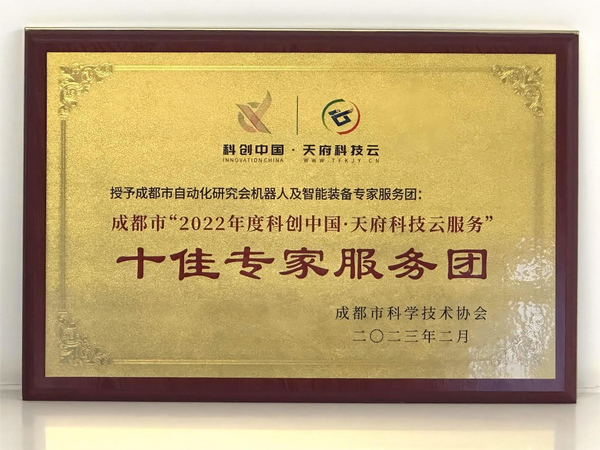 科创中国·天府科技云
INNOVATION CHINA WWW.TFKJY.CN
授予成都市自动化研究会机器人及智能装备专家服务团：
成都市“2022年度科创中国·天府科技云服务”
十佳专家服务团
成都市科学技术协会
二〇二三年二月